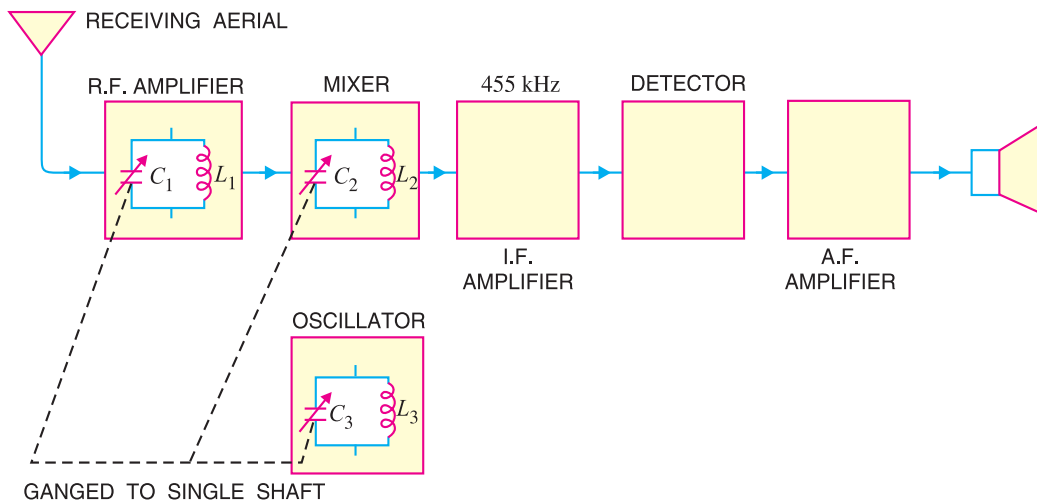 RECEIVING AERIAL
R.F. AMPLIFIER
MIXER
455 kHz
DETECTOR
C₁
L₁
C₂
L₂
I.F.
AMPLIFIER
A.F.
AMPLIFIER
OSCILLATOR
C₃
L₃
GANGED TO SINGLE SHAFT